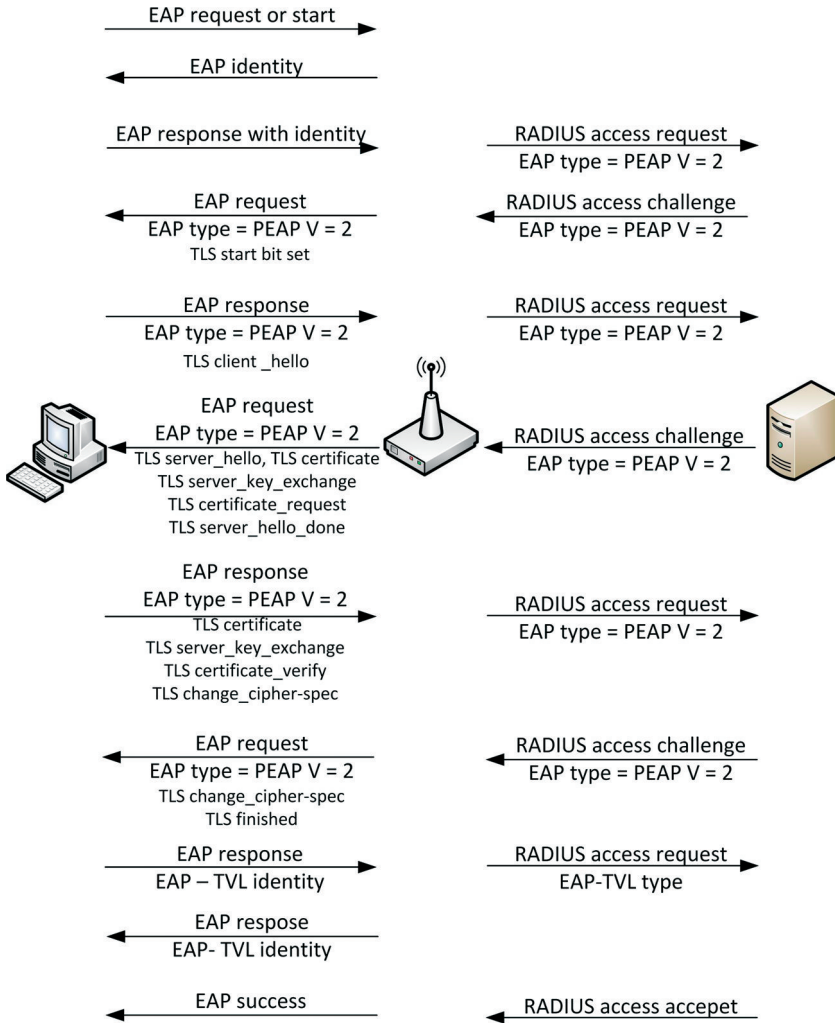 EAP request or start
EAP identity
EAP response with identity
RADIUS access request
EAP type = PEAP V = 2
EAP request
EAP type = PEAP V = 2
TLS start bit set
RADIUS access challenge
EAP type = PEAP V = 2
EAP response
EAP type = PEAP V = 2
TLS client _hello
RADIUS access request
EAP type = PEAP V = 2
EAP request
EAP type = PEAP V = 2
TLS server_hello, TLS certificate
TLS server_key_exchange
TLS certificate_request
TLS server_hello_done
RADIUS access challenge
EAP type = PEAP V = 2
EAP response
EAP type = PEAP V = 2
TLS certificate
TLS server_key_exchange
TLS certificate_verify
TLS change_cipher-spec
RADIUS access request
EAP type = PEAP V = 2
EAP request
EAP type = PEAP V = 2
TLS change_cipher-spec
TLS finished
RADIUS access challenge
EAP type = PEAP V = 2
EAP response
EAP – TVL identity
RADIUS access request
EAP-TVL type
EAP respose
EAP- TVL identity
EAP success
RADIUS access accepet